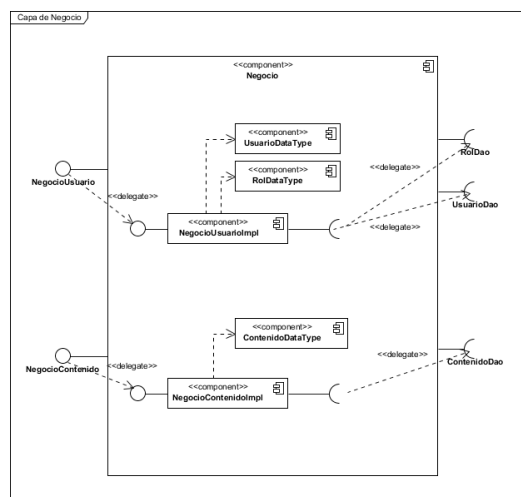 Capa de Negocio
<<component>>
Negocio
<<component>>
UsuarioDataType
<<component>>
RolDataType
RolDao
<<delegate>>
NegocioUsuario
<<delegate>>
UsuarioDao
<<component>>
NegocioUsuarioImpl
<<delegate>>
<<component>>
ContenidoDataType
<<delegate>>
NegocioContenido
<<delegate>>
ContenidoDao
<<component>>
NegocioContenidoImpl